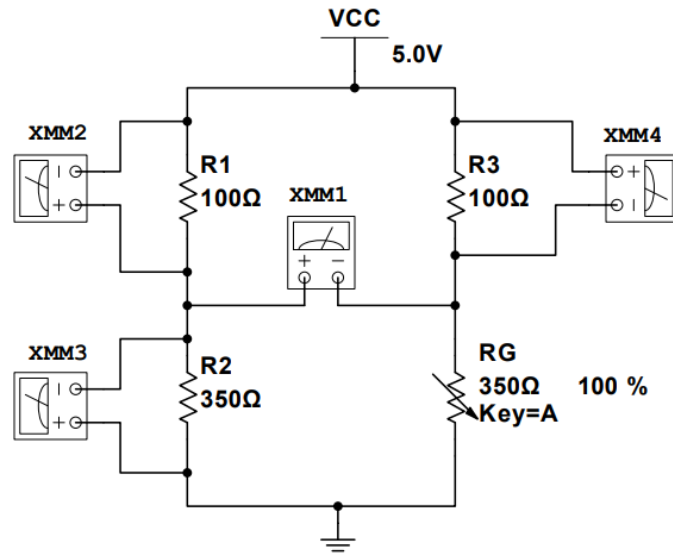 VCC
5.0V
XMM2
R1
100Ω
XMM1
R3
100Ω
XMM4
XMM3
R2
350Ω
RG
350Ω 100 %
Key=A